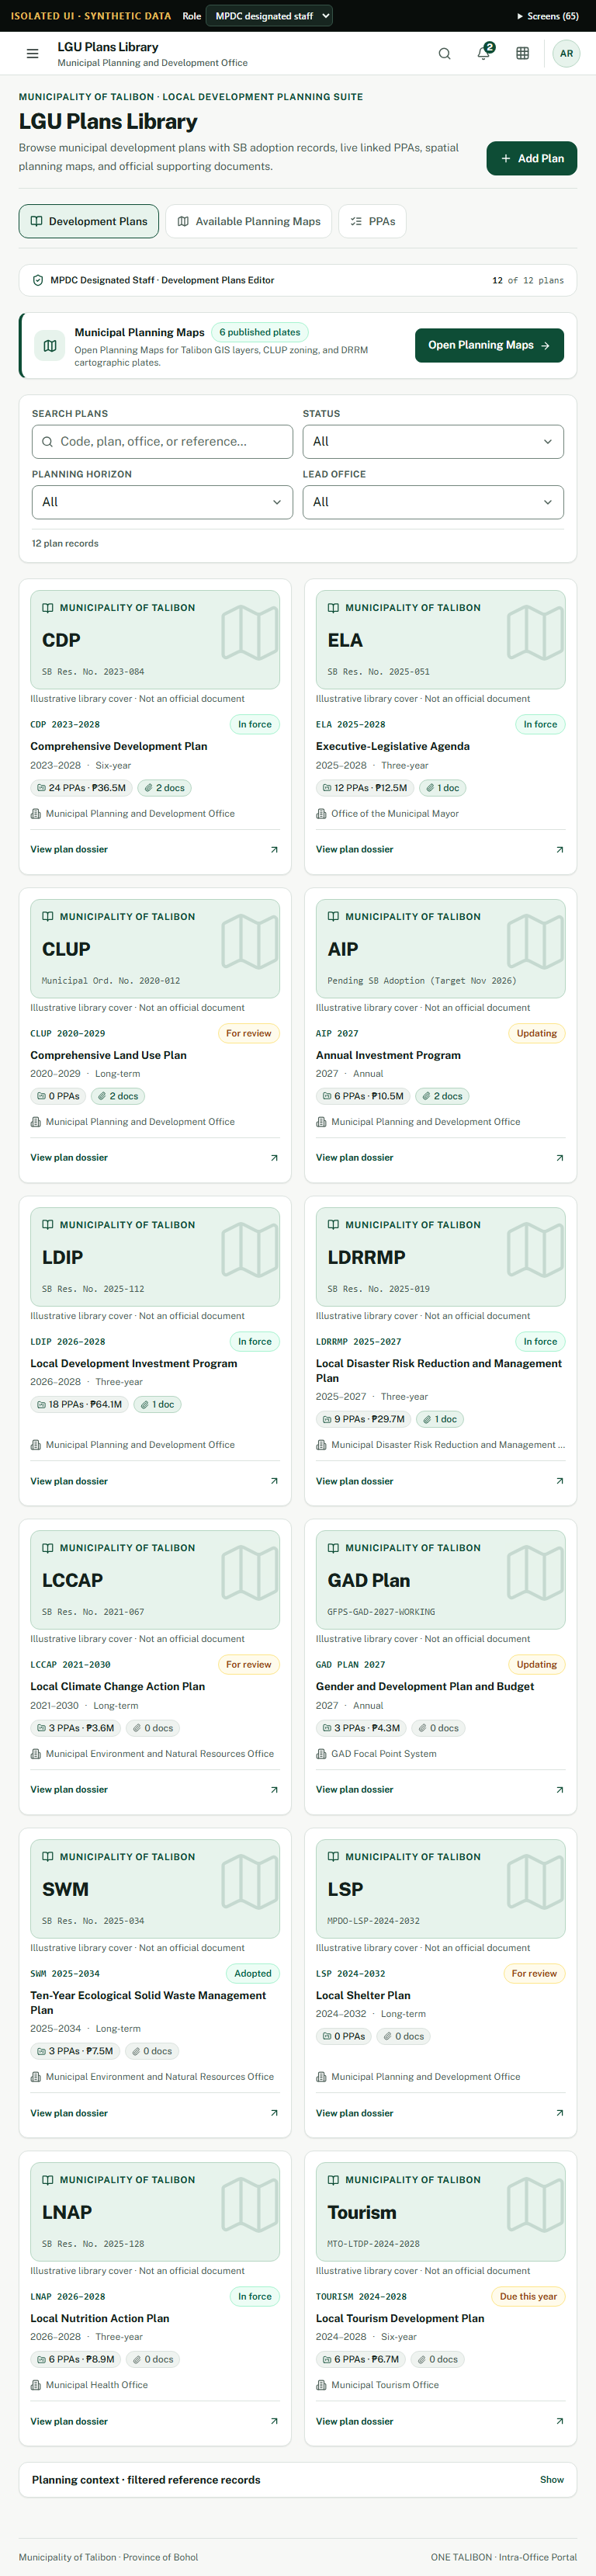 ISOLATED UI · SYNTHETIC DATA Role MPDC designated staff Screens (65)
LGU Plans Library
Municipal Planning and Development Office
2
AR
MUNICIPALITY OF TALIBON · LOCAL DEVELOPMENT PLANNING SUITE
LGU Plans Library
Browse municipal development plans with SB adoption records, live linked PPAs, spatial
planning maps, and official supporting documents.
Add Plan
Development Plans Available Planning Maps PPAs
MPDC Designated Staff · Development Plans Editor 12 of 12 plans
Municipal Planning Maps 6 published plates
Open Planning Maps for Talibon GIS layers, CLUP zoning, and DRRM
cartographic plates.
Open Planning Maps →
SEARCH PLANS STATUS
Code, plan, office, or reference... All
PLANNING HORIZON LEAD OFFICE
All All
12 plan records
MUNICIPALITY OF TALIBON
CDP
SB Res. No. 2023-084
Illustrative library cover · Not an official document
CDP 2023–2028 In force
Comprehensive Development Plan
2023–2028 · Six-year
24 PPAs · ₱36.5M 2 docs
Municipal Planning and Development Office
View plan dossier
MUNICIPALITY OF TALIBON
ELA
SB Res. No. 2025-051
Illustrative library cover · Not an official document
ELA 2025–2028 In force
Executive-Legislative Agenda
2025–2028 · Three-year
12 PPAs · ₱12.5M 1 doc
Office of the Municipal Mayor
View plan dossier
MUNICIPALITY OF TALIBON
CLUP
Municipal Ord. No. 2020-012
Illustrative library cover · Not an official document
CLUP 2020–2029 For review
Comprehensive Land Use Plan
2020–2029 · Long-term
0 PPAs 2 docs
Municipal Planning and Development Office
View plan dossier
MUNICIPALITY OF TALIBON
AIP
Pending SB Adoption (Target Nov 2026)
Illustrative library cover · Not an official document
AIP 2027 Updating
Annual Investment Program
2027 · Annual
6 PPAs · ₱10.5M 2 docs
Municipal Planning and Development Office
View plan dossier
MUNICIPALITY OF TALIBON
LDIP
SB Res. No. 2025-112
Illustrative library cover · Not an official document
LDIP 2026–2028 In force
Local Development Investment Program
2026–2028 · Three-year
18 PPAs · ₱64.1M 1 doc
Municipal Planning and Development Office
View plan dossier
MUNICIPALITY OF TALIBON
LDRRMP
SB Res. No. 2025-019
Illustrative library cover · Not an official document
LDRRMP 2025–2027 In force
Local Disaster Risk Reduction and Management
Plan
2025–2027 · Three-year
9 PPAs · ₱29.7M 1 doc
Municipal Disaster Risk Reduction and Management ...
View plan dossier
MUNICIPALITY OF TALIBON
LCCAP
SB Res. No. 2021-067
Illustrative library cover · Not an official document
LCCAP 2021–2030 For review
Local Climate Change Action Plan
2021–2030 · Long-term
3 PPAs · ₱3.6M 0 docs
Municipal Environment and Natural Resources Office
View plan dossier
MUNICIPALITY OF TALIBON
GAD Plan
GFPS-GAD-2027-WORKING
Illustrative library cover · Not an official document
GAD PLAN 2027 Updating
Gender and Development Plan and Budget
2027 · Annual
3 PPAs · ₱4.3M 0 docs
GAD Focal Point System
View plan dossier
MUNICIPALITY OF TALIBON
SWM
SB Res. No. 2025-034
Illustrative library cover · Not an official document
SWM 2025–2034 Adopted
Ten-Year Ecological Solid Waste Management
Plan
2025–2034 · Long-term
3 PPAs · ₱7.5M 0 docs
Municipal Environment and Natural Resources Office
View plan dossier
MUNICIPALITY OF TALIBON
LSP
MPDO-LSP-2024-2032
Illustrative library cover · Not an official document
LSP 2024–2032 For review
Local Shelter Plan
2024–2032 · Long-term
0 PPAs 0 docs
Municipal Planning and Development Office
View plan dossier
MUNICIPALITY OF TALIBON
LNAP
SB Res. No. 2025-128
Illustrative library cover · Not an official document
LNAP 2026–2028 In force
Local Nutrition Action Plan
2026–2028 · Three-year
6 PPAs · ₱8.9M 0 docs
Municipal Health Office
View plan dossier
MUNICIPALITY OF TALIBON
Tourism
MTO-LTDP-2024-2028
Illustrative library cover · Not an official document
TOURISM 2024–2028 Due this year
Local Tourism Development Plan
2024–2028 · Six-year
6 PPAs · ₱6.7M 0 docs
Municipal Tourism Office
View plan dossier
Planning context · filtered reference records Show
Municipality of Talibon · Province of Bohol ONE TALIBON · Intra-Office Portal